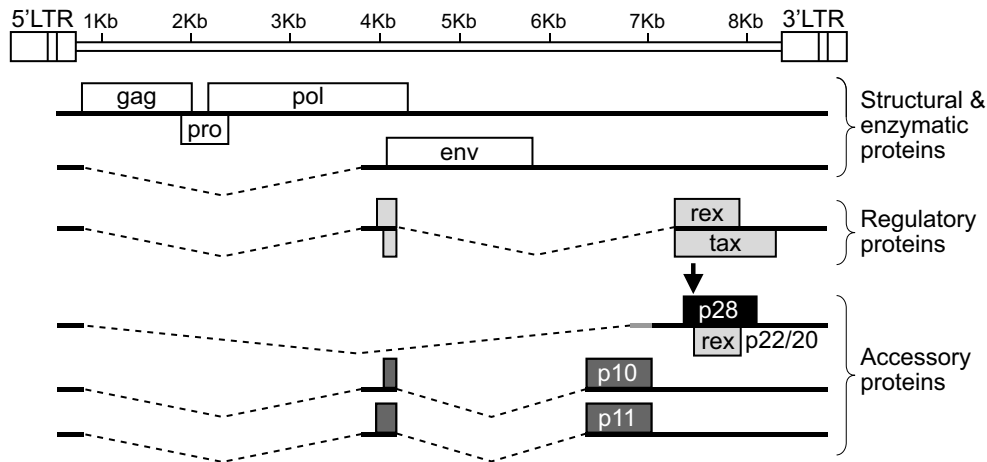 5'LTR 1Kb 2Kb 3Kb 4Kb 5Kb 6Kb 7Kb 8Kb 3'LTR
gag pol
pro
env
Structural &
enzymatic
proteins
rex
tax
Regulatory
proteins
p28
rex p22/20
p10
p11
Accessory
proteins